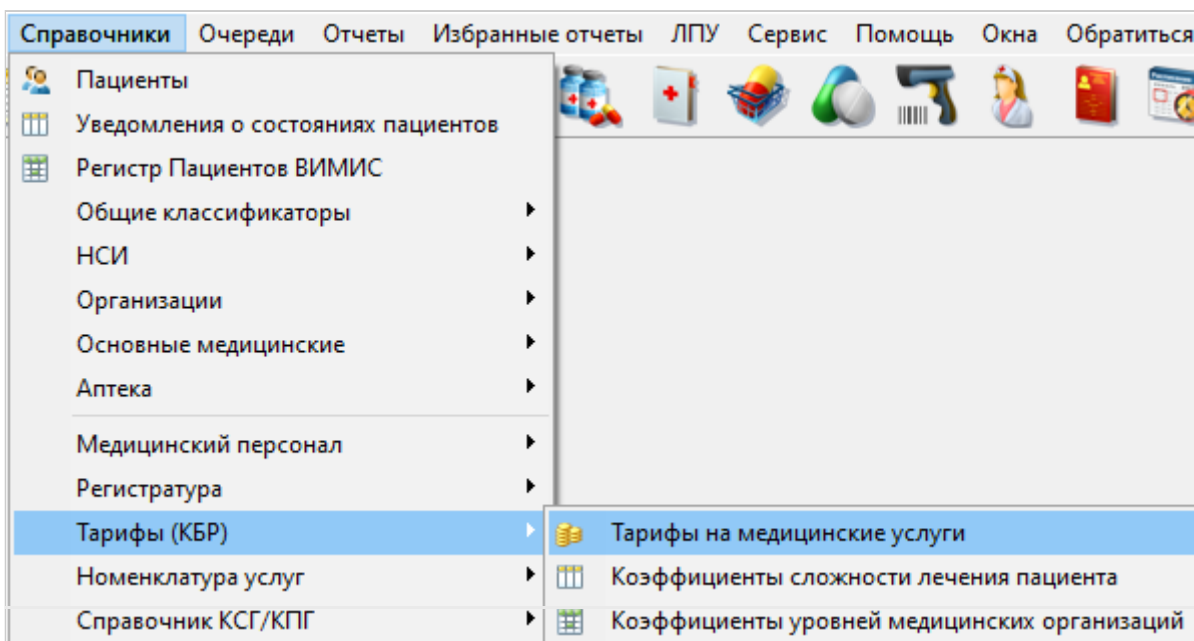 Справочники Очереди Отчеты Избранные отчеты ЛПУ Сервис Помощь Окна Обратиться
Пациенты
Уведомления о состояниях пациентов
Регистр Пациентов ВИМИС
Общие классификаторы
НСИ
Организации
Основные медицинские
Аптека
Медицинский персонал
Регистратура
Тарифы (КБР)
Тарифы на медицинские услуги
Номенклатура услуг
Коэффициенты сложности лечения пациента
Справочник КСГ/КПГ
Коэффициенты уровней медицинских организаций